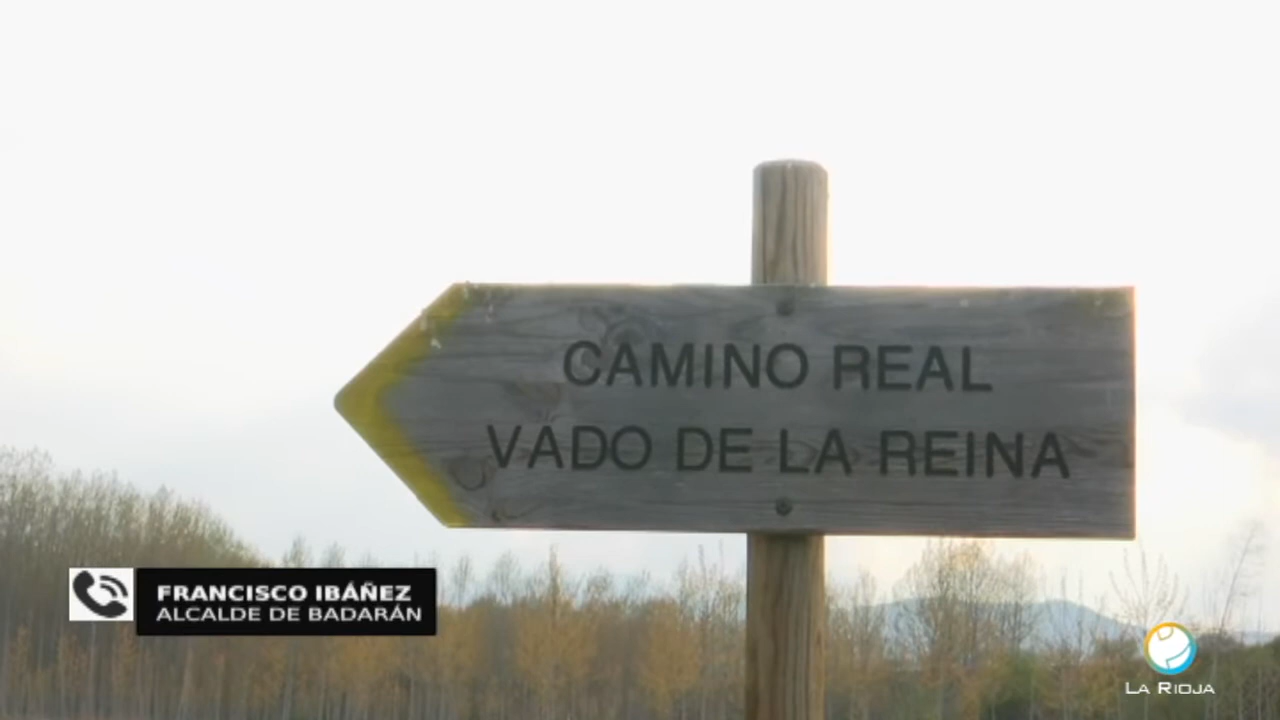 CAMINO REAL
VADO DE LA REINA
FRANCISCO IBÁÑEZ
ALCALDE DE BADARÁN
LA RIOJA